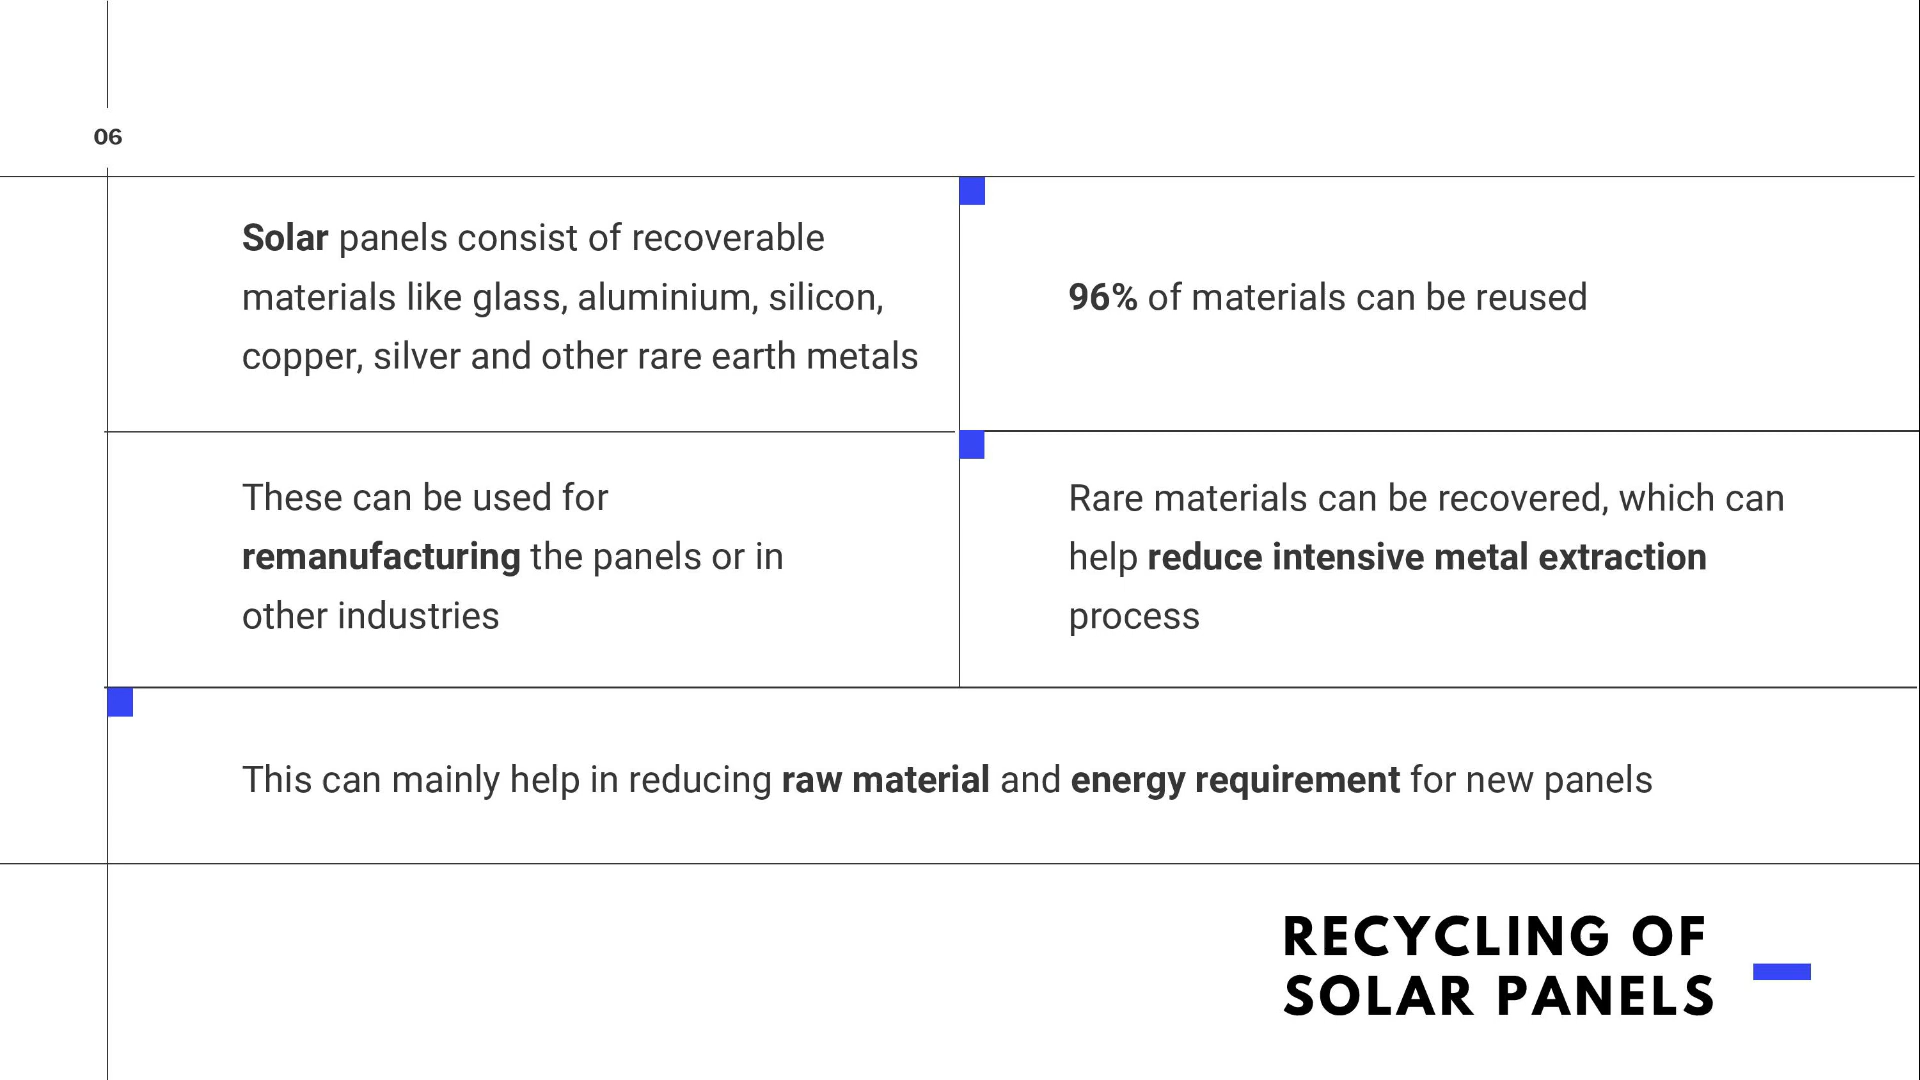 06
Solar panels consist of recoverable
materials like glass, aluminium, silicon,
copper, silver and other rare earth metals
96% of materials can be reused
These can be used for
remanufacturing the panels or in
other industries
Rare materials can be recovered, which can
help reduce intensive metal extraction
process
This can mainly help in reducing raw material and energy requirement for new panels
RECYCLING OF
SOLAR PANELS